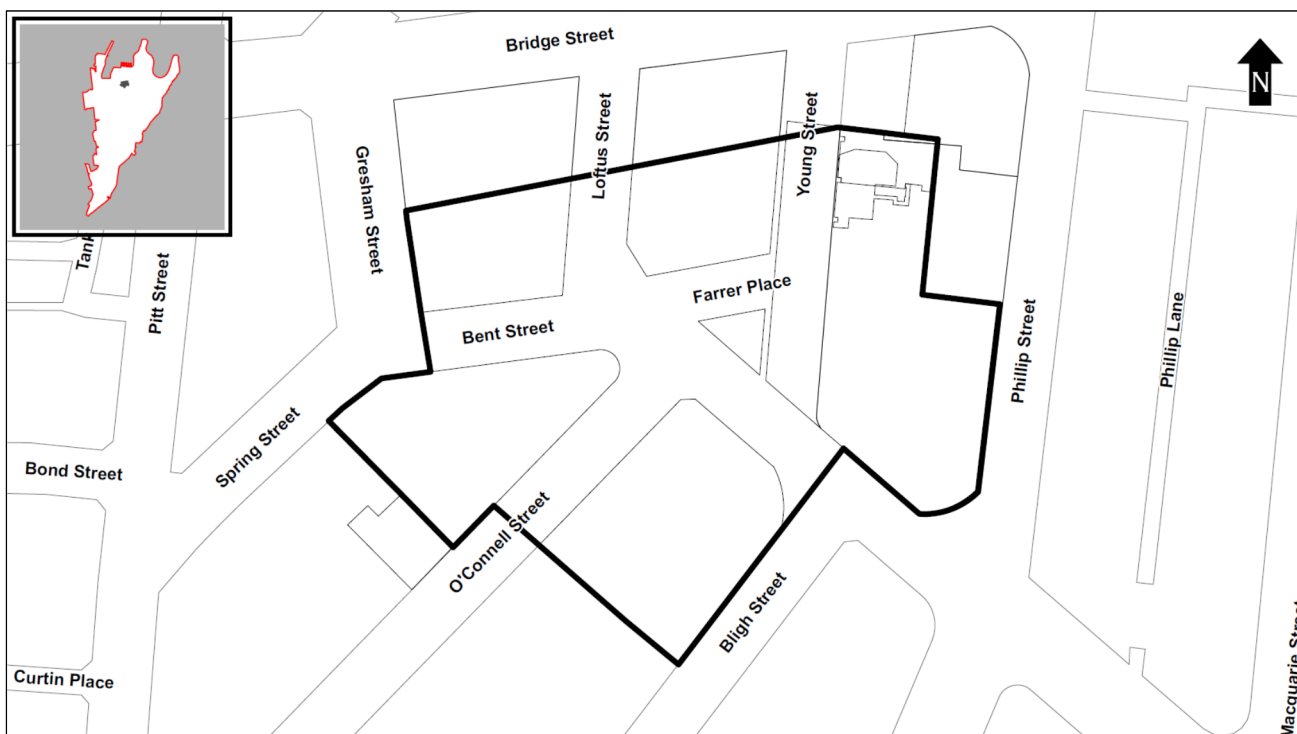 Bridge Street
N
Loftus Street
Young Street
Gresham Street
Tank
Pitt Street
Farrer Place
Bent Street
Phillip Street
Phillip Lane
Spring Street
Bond Street
O'Connell Street
Bligh Street
Curtin Place
Macquarie Street